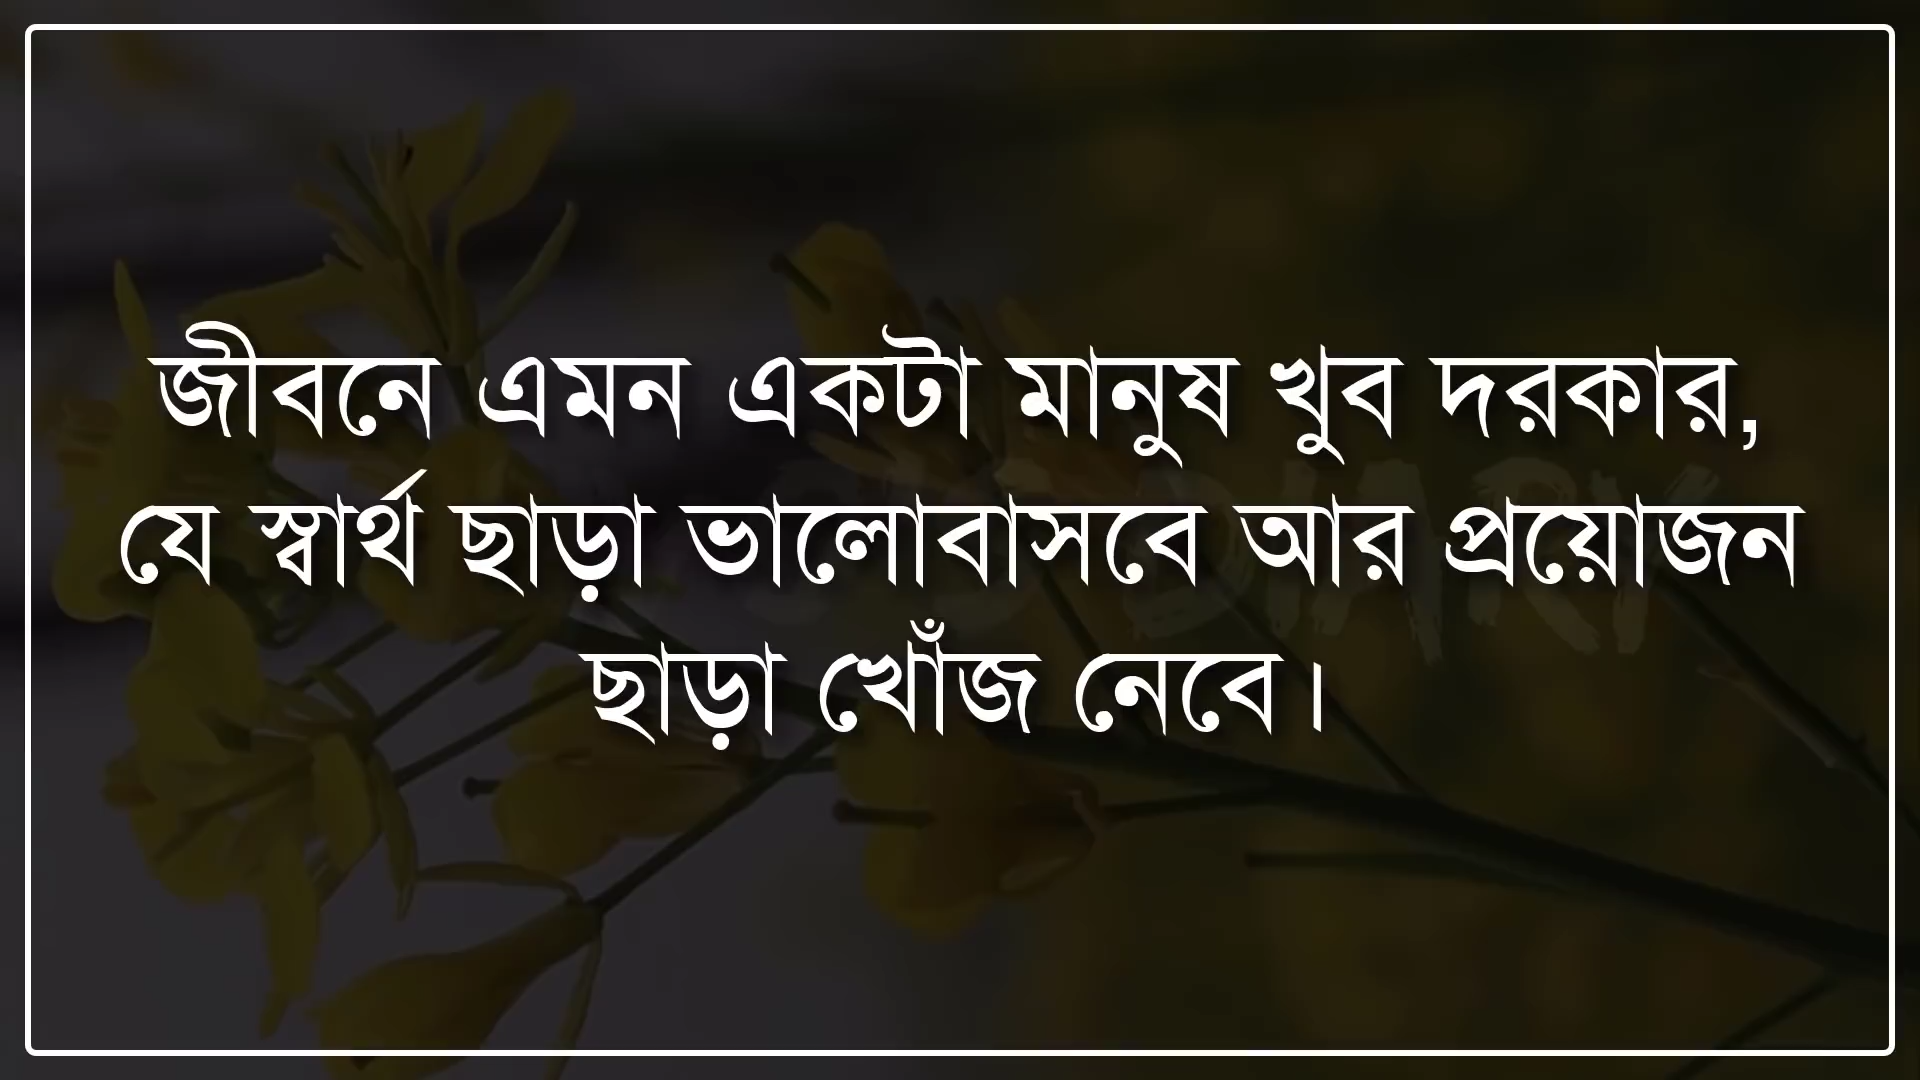 জীবনে এমন একটা মানুষ খুব দরকার,
যে স্বার্থ ছাড়া ভালোবাসবে আর প্রয়োজন
ছাড়া খোঁজ নেবে।